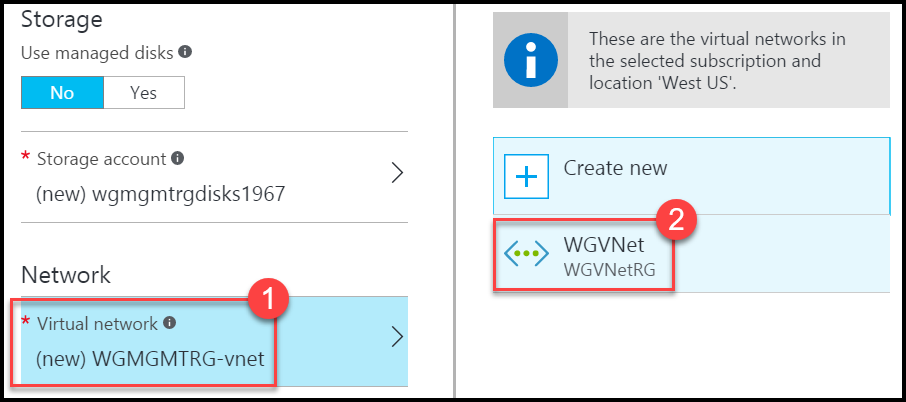 Storage
Use managed disks
No
Yes
* Storage account
(new) wgmgmtrgdisks1967
Network
1
* Virtual network
(new) WGMGMTRG-vnet
These are the virtual networks in
the selected subscription and
location 'West US'.
Create new
2
WGVNet
WGVNetRG